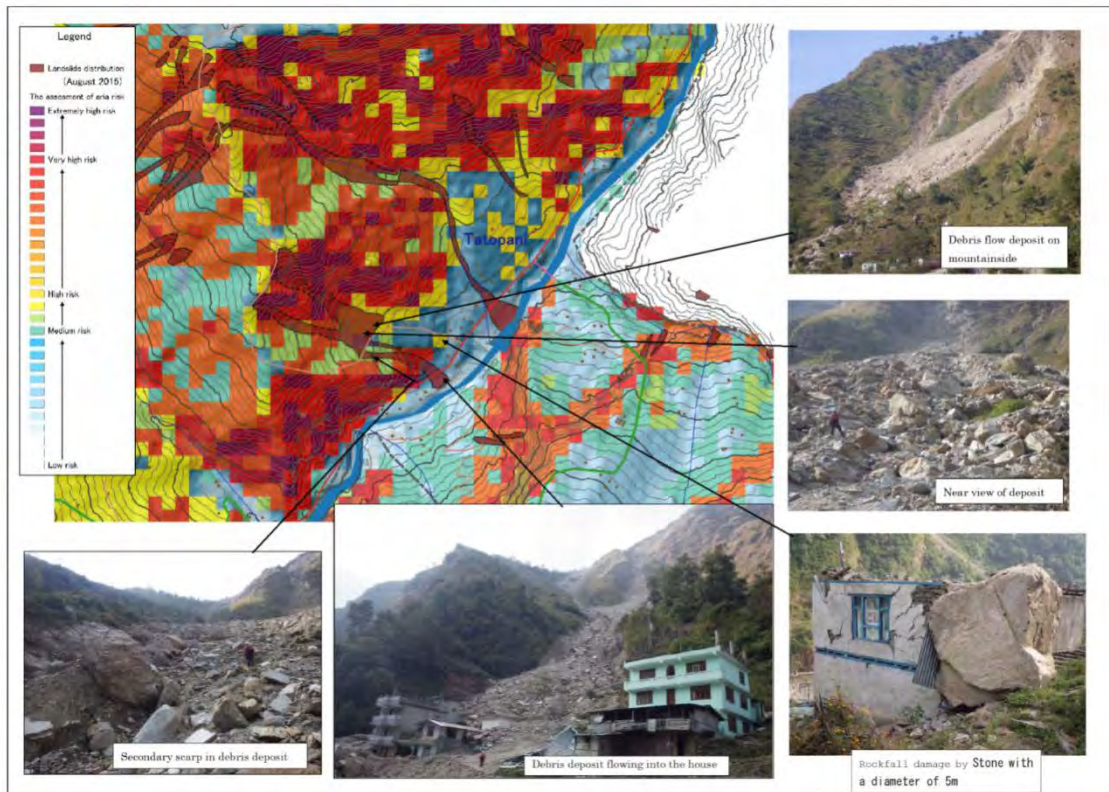 Legend
Landslide distribution
(August 2015)
The assesment of aria risk
Extremely high risk
Very high risk
High risk
Medium risk
Low risk
Tatopani
Debris flow deposit on
mountainside
Near view of deposit
Secondary scarp in debris deposit
Debris deposit flowing into the house
Rockfall damage by Stone with
a diameter of 5m